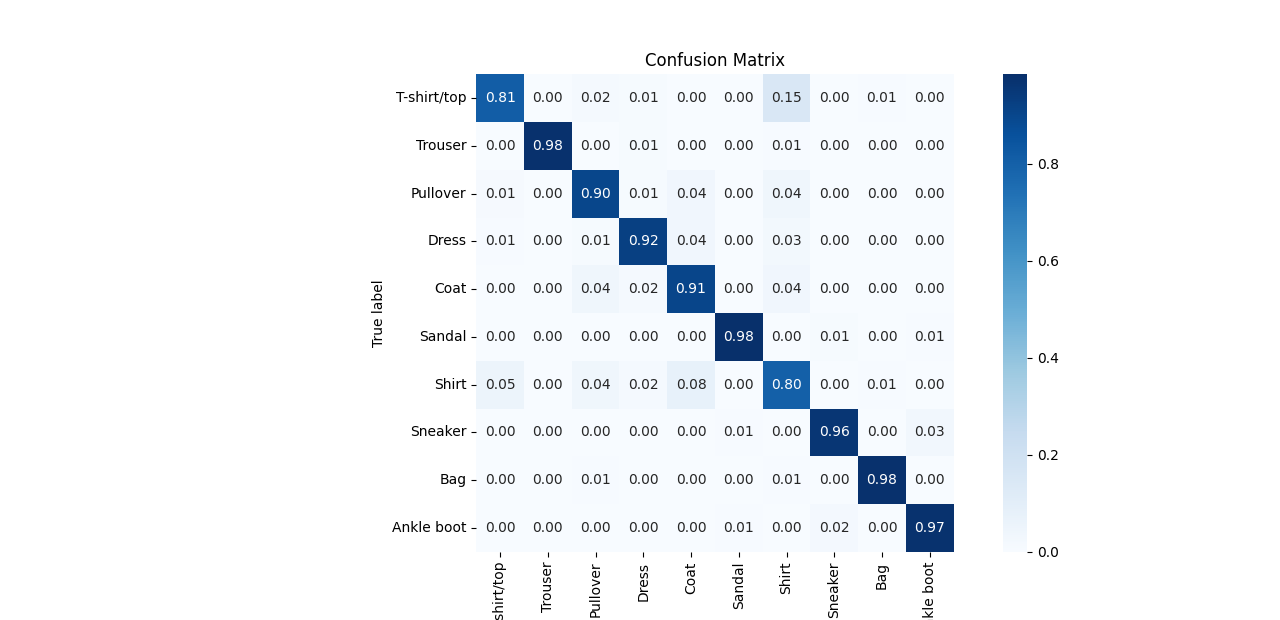 Confusion Matrix
T-shirt/top 0.81 0.00 0.02 0.01 0.00 0.00 0.15 0.00 0.01 0.00
Trouser 0.00 0.98 0.00 0.01 0.00 0.00 0.01 0.00 0.00 0.00
Pullover 0.01 0.00 0.90 0.01 0.04 0.00 0.04 0.00 0.00 0.00
Dress 0.01 0.00 0.01 0.92 0.04 0.00 0.03 0.00 0.00 0.00
Coat 0.00 0.00 0.04 0.02 0.91 0.00 0.04 0.00 0.00 0.00
Sandal 0.00 0.00 0.00 0.00 0.00 0.98 0.00 0.01 0.00 0.01
Shirt 0.05 0.00 0.04 0.02 0.08 0.00 0.80 0.00 0.01 0.00
Sneaker 0.00 0.00 0.00 0.00 0.00 0.01 0.00 0.96 0.00 0.03
Bag 0.00 0.00 0.01 0.00 0.00 0.00 0.01 0.00 0.98 0.00
Ankle boot 0.00 0.00 0.00 0.00 0.00 0.01 0.00 0.02 0.00 0.97
True label
shirt/top Trouser Pullover Dress Coat Sandal Shirt Sneaker Bag kle boot
0.8
0.6
0.4
0.2
0.0